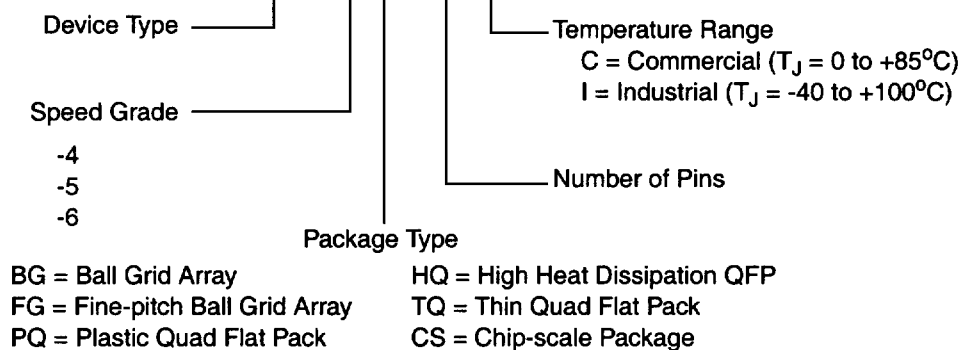 Device Type
Temperature Range
C = Commercial (TJ = 0 to +85°C)
I = Industrial (TJ = -40 to +100°C)
Speed Grade
-4
-5
-6
Number of Pins
Package Type
BG = Ball Grid Array
HQ = High Heat Dissipation QFP
FG = Fine-pitch Ball Grid Array
TQ = Thin Quad Flat Pack
PQ = Plastic Quad Flat Pack
CS = Chip-scale Package